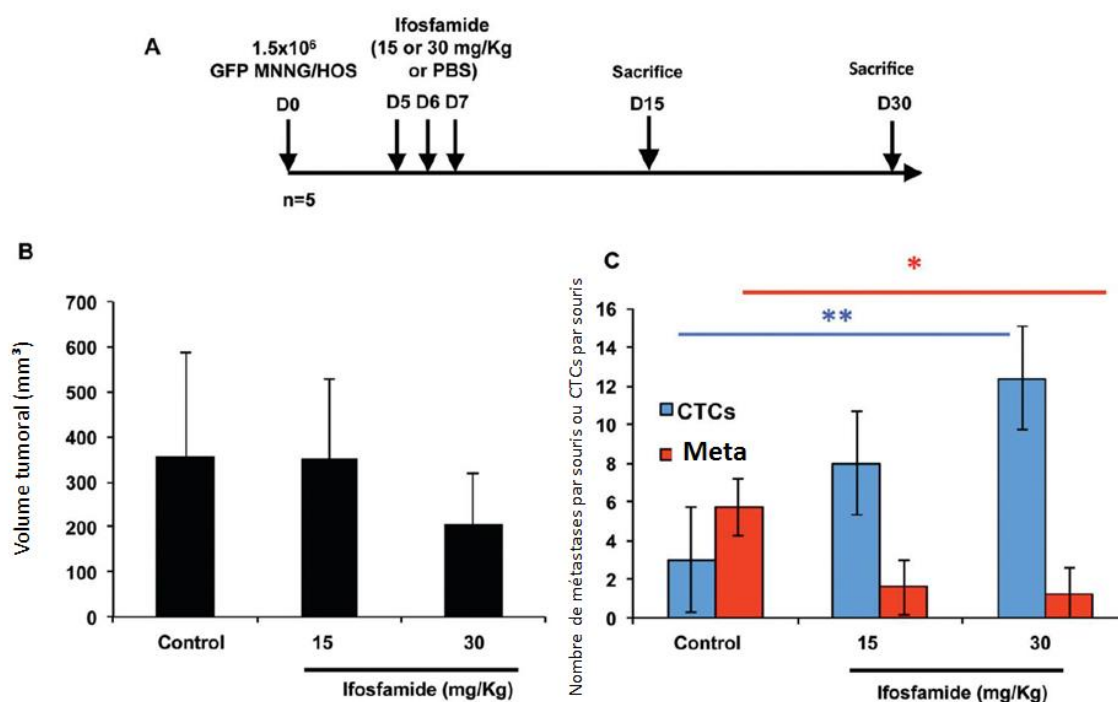 A
1.5x10⁶
GFP MNNG/HOS
D0
Ifosfamide
(15 or 30 mg/Kg
or PBS)
D5 D6 D7
Sacrifice
D15
Sacrifice
D30
n=5
B
Volume tumoral (mm³)
700
600
500
400
300
200
100
0
Control
15
30
Ifosfamide (mg/Kg)
C
Nombre de métastases par souris ou CTCs par souris
*
**
16
14
12
10
8
6
4
2
0
CTCs
Meta
Control
15
30
Ifosfamide (mg/Kg)